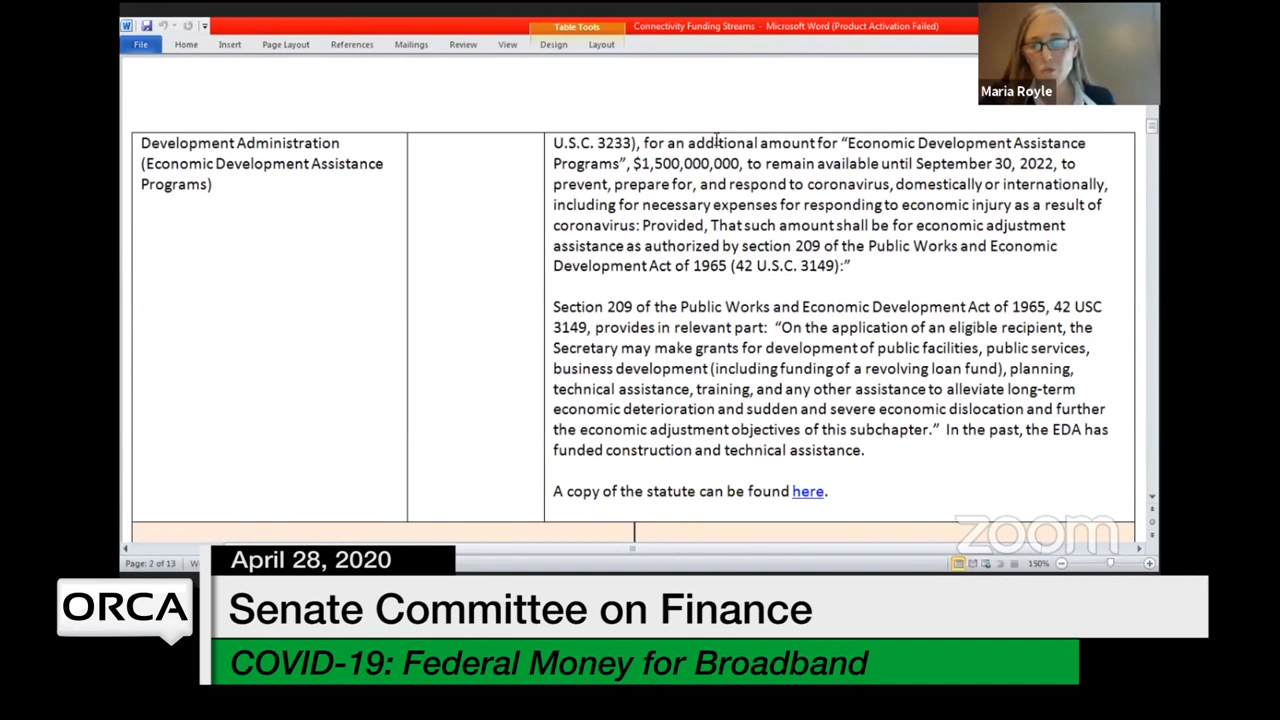 Table Tools
Connectivity Funding Streams - Microsoft Word (Product Activation Failed)
File Home Insert Page Layout References Mailings Review View Design Layout
Maria Royle
Development Administration
(Economic Development Assistance
Programs)
U.S.C. 3233), for an additional amount for “Economic Development Assistance
Programs”, $1,500,000,000, to remain available until September 30, 2022, to
prevent, prepare for, and respond to coronavirus, domestically or internationally,
including for necessary expenses for responding to economic injury as a result of
coronavirus: Provided, That such amount shall be for economic adjustment
assistance as authorized by section 209 of the Public Works and Economic
Development Act of 1965 (42 U.S.C. 3149):”
Section 209 of the Public Works and Economic Development Act of 1965, 42 USC
3149, provides in relevant part: “On the application of an eligible recipient, the
Secretary may make grants for development of public facilities, public services,
business development (including funding of a revolving loan fund), planning,
technical assistance, training, and any other assistance to alleviate long-term
economic deterioration and sudden and severe economic dislocation and further
the economic adjustment objectives of this subchapter.” In the past, the EDA has
funded construction and technical assistance.
A copy of the statute can be found here.
zoom
Page: 2 of 13
150%
April 28, 2020
ORCA
Senate Committee on Finance
COVID-19: Federal Money for Broadband